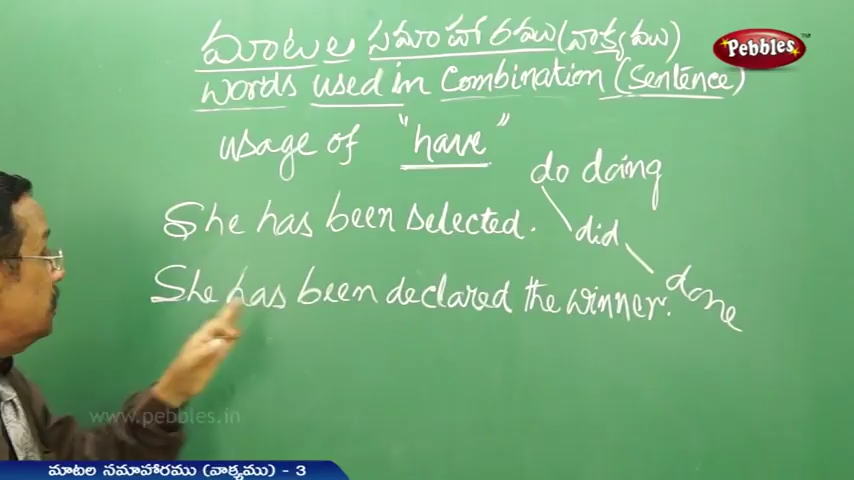 మాటల సమాహారము (వాక్యము)
Pebbles™
words used in Combination (Sentence)
usage of "have"
do doing
She has been selected.
did
She has been declared the winner.
done
www.pebbles.in
మాటల సమాహారము (వాక్యము) - 3